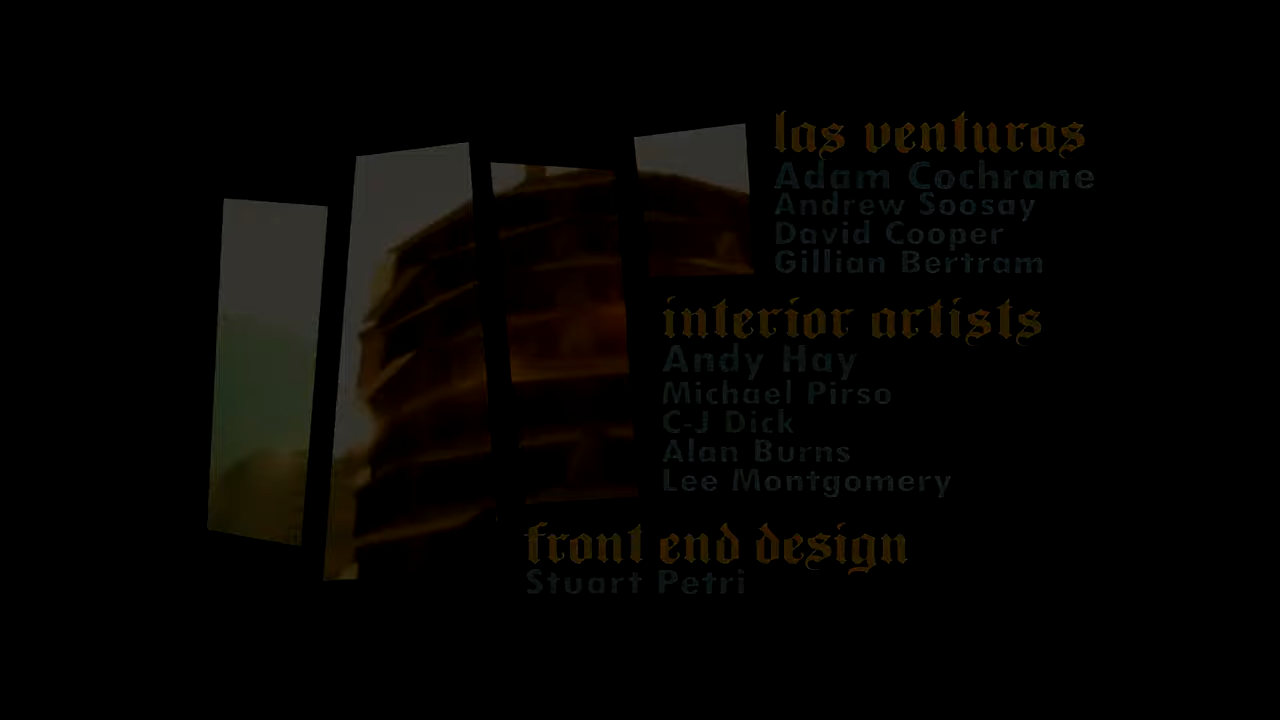 las venturas
Adam Cochrane
Andrew Soosay
David Cooper
Gillian Bertram
interior artists
Andy Hay
Michael Pirso
C-J Dick
Alan Burns
Lee Montgomery
front end design
Stuart Petri